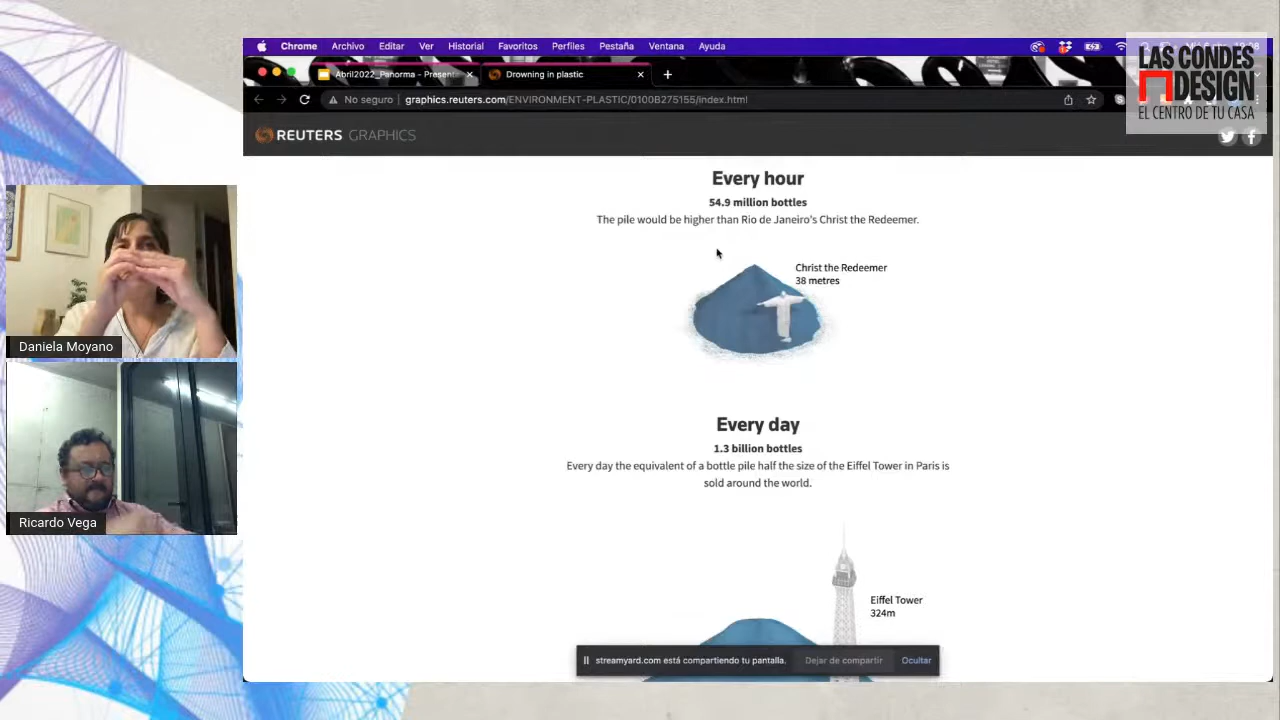 Chrome Archivo Editar Ver Historial Favoritos Perfiles Pestaña Ventana Ayuda
Abril2022_Panorma - Present
Drowning in plastic
No seguro graphics.reuters.com/ENVIRONMENT-PLASTIC/0100B275155/index.html
LAS CONDES
DESIGN
EL CENTRO DE TU CASA
REUTERS GRAPHICS
Every hour
54.9 million bottles
The pile would be higher than Rio de Janeiro's Christ the Redeemer.
Christ the Redeemer
38 metres
Daniela Moyano
Every day
1.3 billion bottles
Every day the equivalent of a bottle pile half the size of the Eiffel Tower in Paris is
sold around the world.
Ricardo Vega
Eiffel Tower
324m
streamyard.com está compartiendo tu pantalla. Dejar de compartir Ocultar